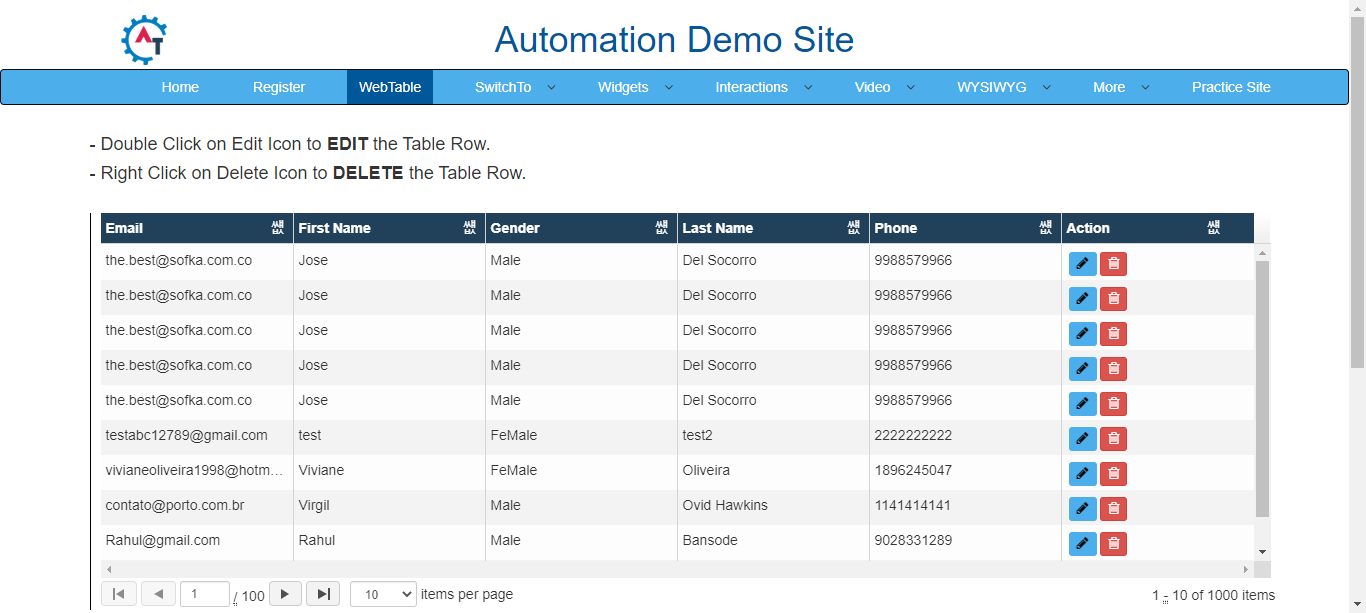 AT
Automation Demo Site
Home Register WebTable SwitchTo Widgets Interactions Video WYSIWYG More Practice Site
- Double Click on Edit Icon to EDIT the Table Row.
- Right Click on Delete Icon to DELETE the Table Row.
Email First Name Gender Last Name Phone Action
the.best@sofka.com.co Jose Male Del Socorro 9988579966
the.best@sofka.com.co Jose Male Del Socorro 9988579966
the.best@sofka.com.co Jose Male Del Socorro 9988579966
the.best@sofka.com.co Jose Male Del Socorro 9988579966
the.best@sofka.com.co Jose Male Del Socorro 9988579966
testabc12789@gmail.com test FeMale test2 2222222222
vivianeoliveira1998@hotm... Viviane FeMale Oliveira 1896245047
contato@porto.com.br Virgil Male Ovid Hawkins 1141414141
Rahul@gmail.com Rahul Male Bansode 9028331289
1 / 100 10 items per page 1 - 10 of 1000 items